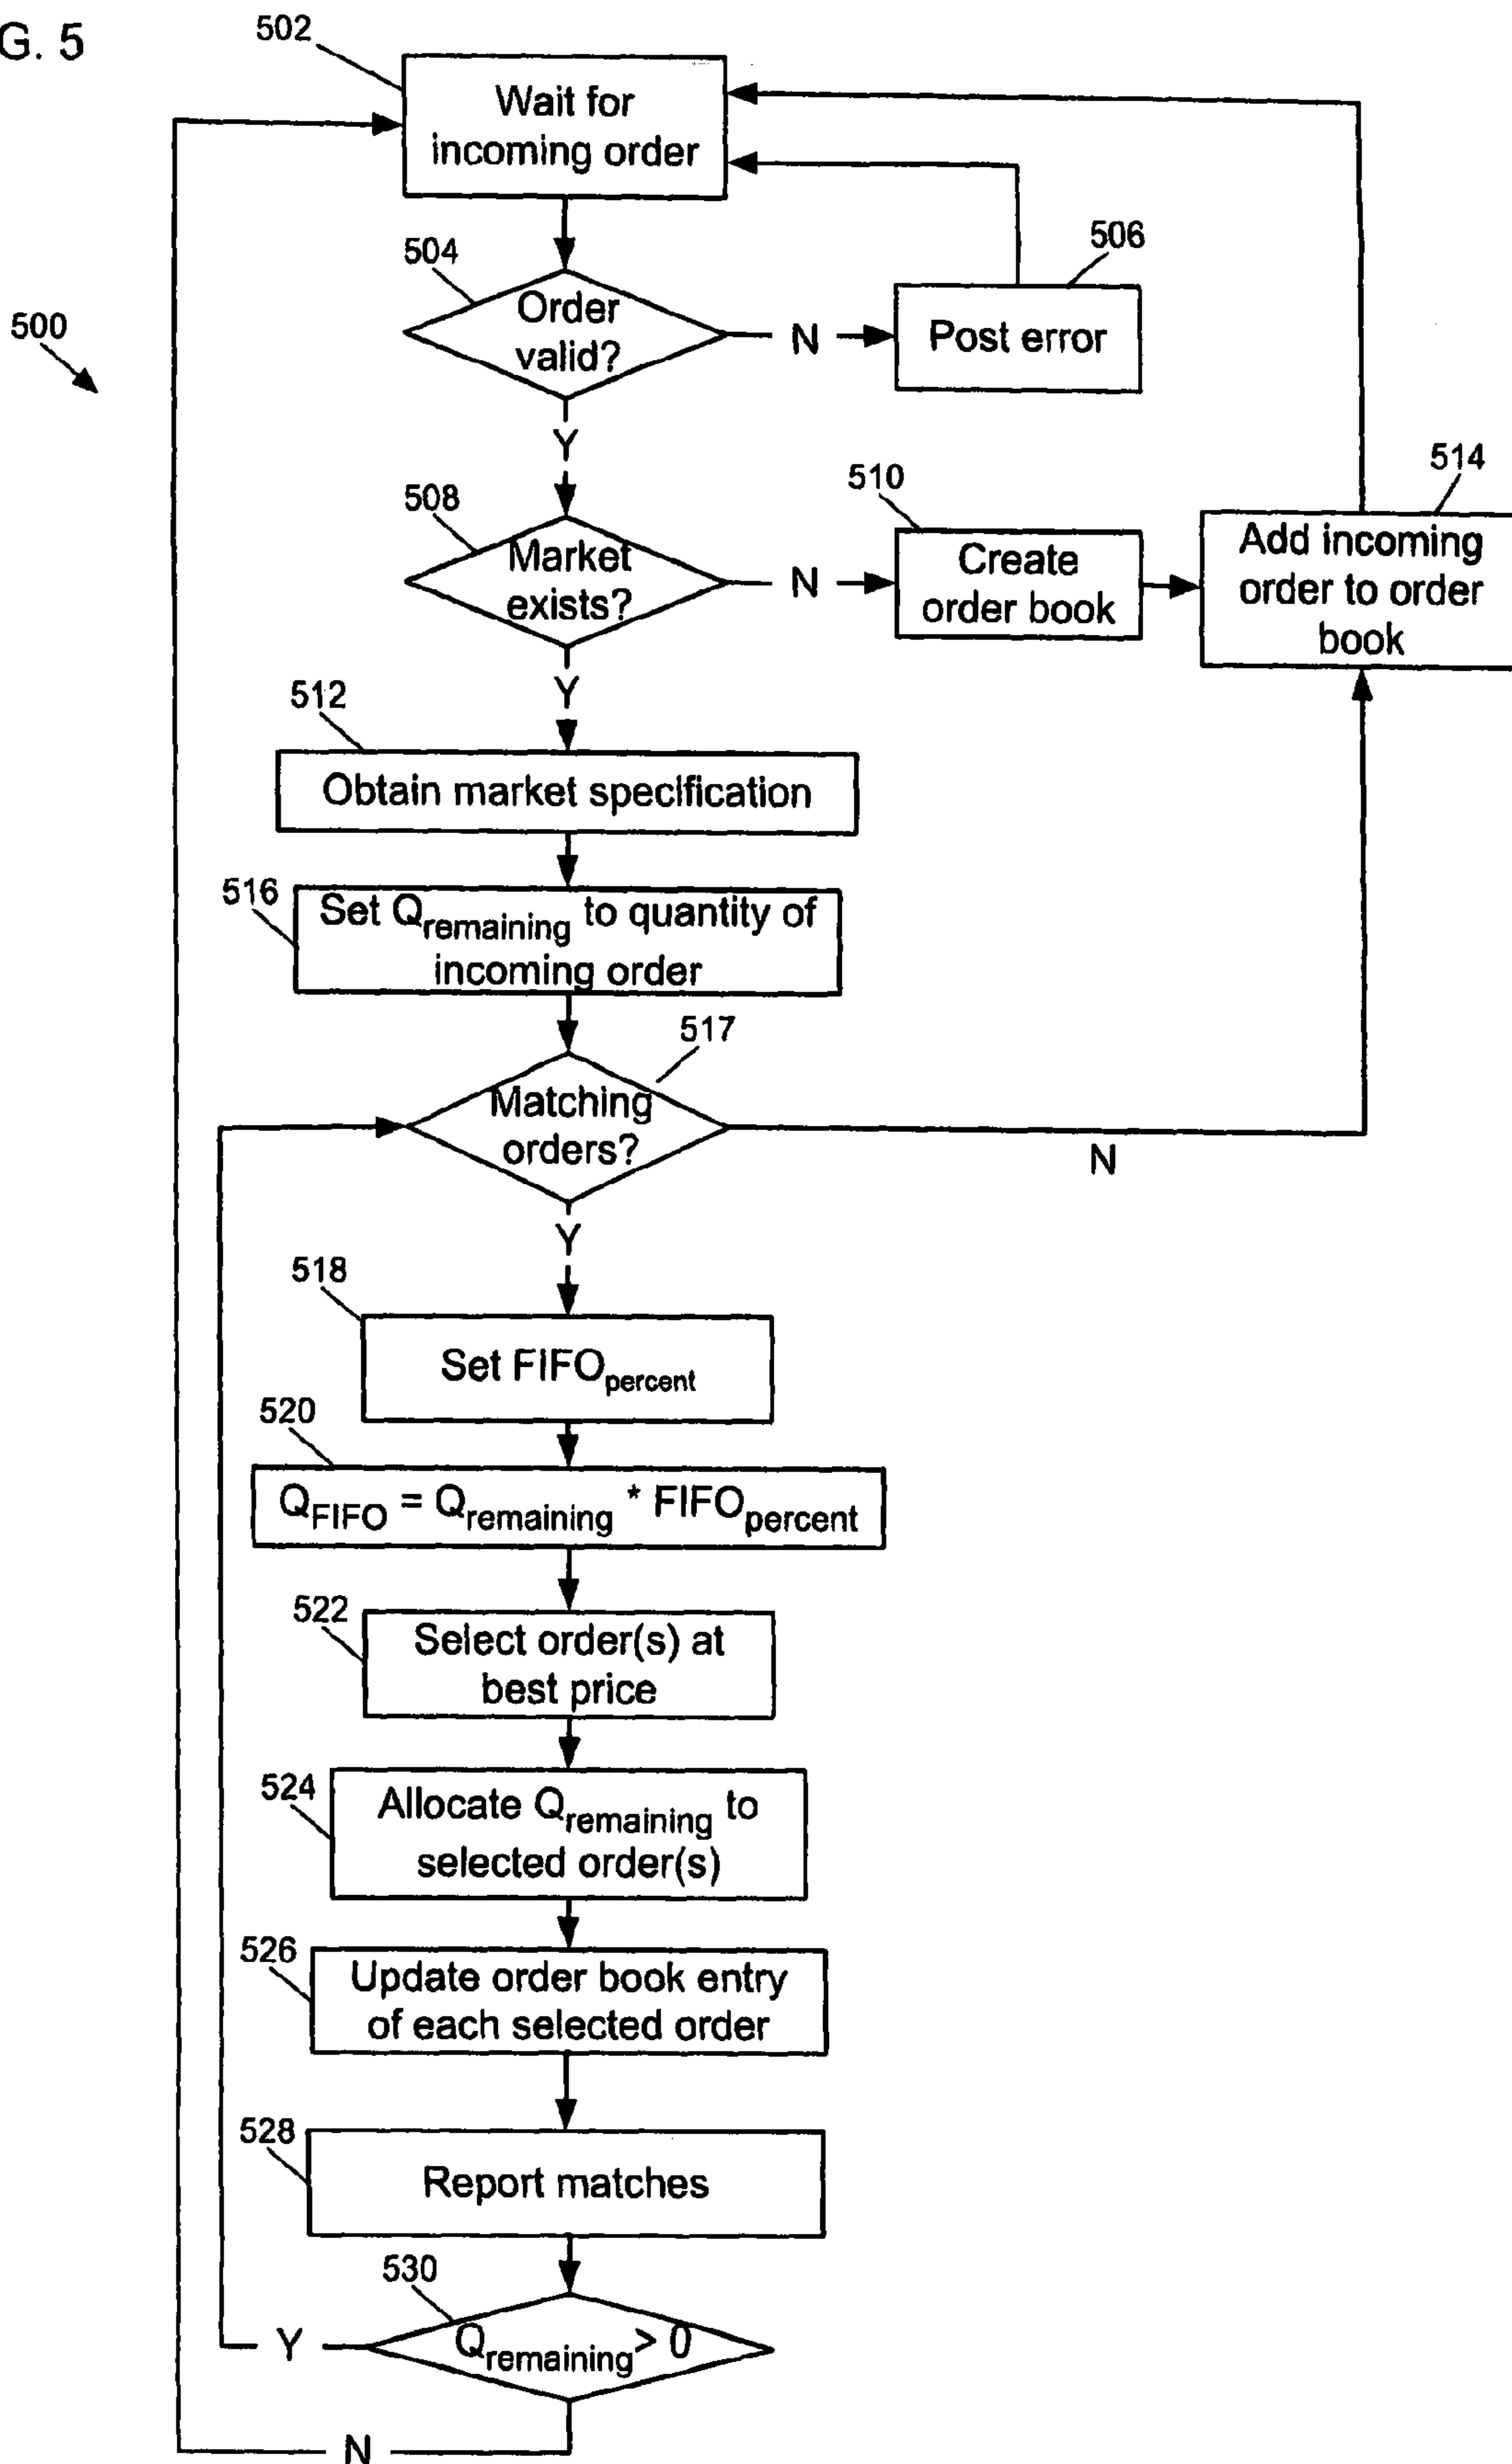 G. 5
502
Wait for
incoming order
504
Order
valid?
N
506
Post error
500
Y
508
Market
exists?
N
510
Create
order book
514
Add incoming
order to order
book
Y
512
Obtain market specification
516
Set Qremaining to quantity of
incoming order
517
Matching
orders?
N
Y
518
Set FIFOpercent
520
QFIFO = Qremaining * FIFOpercent
522
Select order(s) at
best price
524
Allocate Qremaining to
selected order(s)
526
Update order book entry
of each selected order
528
Report matches
530
Qremaining > 0
Y
N